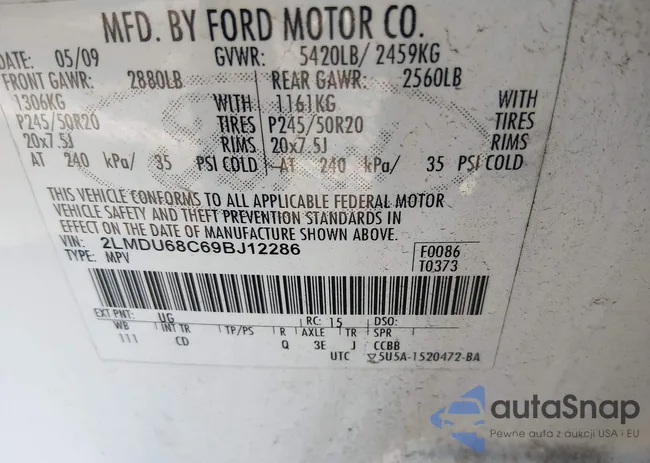 MFD. BY FORD MOTOR CO.
DATE: 05/09 GVWR: 5420LB/ 2459KG
FRONT GAWR: 2880LB REAR GAWR: 2560LB
1306KG WITH 1161KG WITH
P245/50R20 TIRES P245/50R20 TIRES
20x7.5J RIMS 20x7.5J RIMS
AT 240 kPa/ 35 PSI COLD AT 240 kPa/ 35 PSI COLD
THIS VEHICLE CONFORMS TO ALL APPLICABLE FEDERAL MOTOR
VEHICLE SAFETY AND THEFT PREVENTION STANDARDS IN
EFFECT ON THE DATE OF MANUFACTURE SHOWN ABOVE.
VIN: 2LMDU68C69BJ12286 F0086
TYPE: MPV T0373
EXT PNT: UG RC: 15 DSO:
WB INT TR TP/PS R AXLE TR SPR
111 CD Q 3E J CCBB
UTC 5U5A-1520472-BA
autaSnap
Pewne auta z aukcji USA i EU